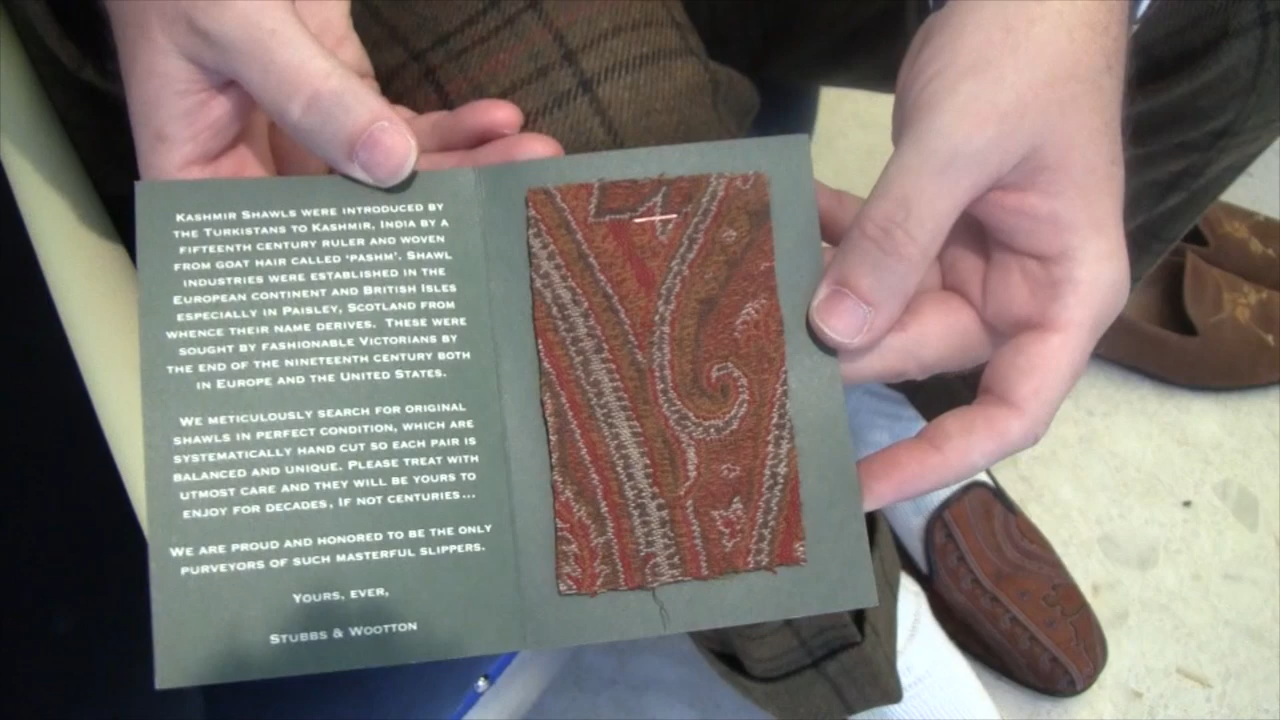 KASHMIR SHAWLS WERE INTRODUCED BY
THE TURKISTANS TO KASHMIR, INDIA BY A
FIFTEENTH CENTURY RULER AND WOVEN
FROM GOAT HAIR CALLED 'PASHM'. SHAWL
INDUSTRIES WERE ESTABLISHED IN THE
EUROPEAN CONTINENT AND BRITISH ISLES
ESPECIALLY IN PAISLEY, SCOTLAND FROM
WHENCE THEIR NAME DERIVES. THESE WERE
SOUGHT BY FASHIONABLE VICTORIANS BY
THE END OF THE NINETEENTH CENTURY BOTH
IN EUROPE AND THE UNITED STATES.
WE METICULOUSLY SEARCH FOR ORIGINAL
SHAWLS IN PERFECT CONDITION, WHICH ARE
SYSTEMATICALLY HAND CUT SO EACH PAIR IS
BALANCED AND UNIQUE. PLEASE TREAT WITH
UTMOST CARE AND THEY WILL BE YOURS TO
ENJOY FOR DECADES, IF NOT CENTURIES...
WE ARE PROUD AND HONORED TO BE THE ONLY
PURVEYORS OF SUCH MASTERFUL SLIPPERS.
YOURS, EVER,
STUBBS & WOOTTON